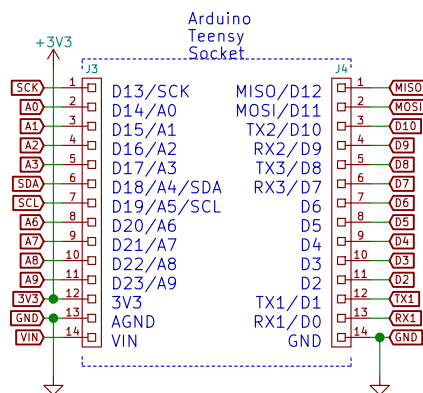 Arduino
Teensy
Socket
+3V3
J3 J4
SCK 1 D13/SCK MISO/D12 1 MISO
A0 2 D14/A0 MOSI/D11 2 MOSI
A1 3 D15/A1 TX2/D10 3 D10
A2 4 D16/A2 RX2/D9 4 D9
A3 5 D17/A3 TX3/D8 5 D8
SDA 6 D18/A4/SDA RX3/D7 6 D7
SCL 7 D19/A5/SCL D6 7 D6
A6 8 D20/A6 D5 8 D5
A7 9 D21/A7 D4 9 D4
A8 10 D22/A8 D3 10 D3
A9 11 D23/A9 D2 11 D2
3V3 12 3V3 TX1/D1 12 TX1
GND 13 AGND RX1/D0 13 RX1
VIN 14 VIN GND 14 GND